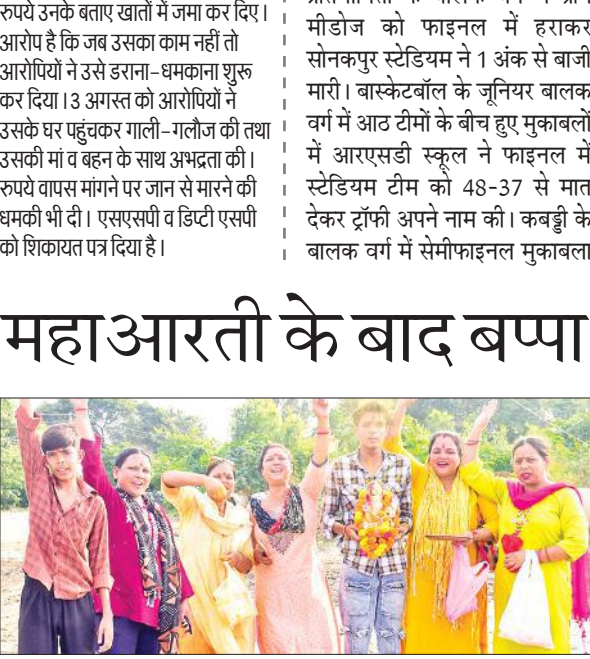 रुपये उनके बताए खातों में जमा कर दिए।
आरोप है कि जब उसका काम नहीं तो
आरोपियों ने उसे डराना-धमकाना शुरू
कर दिया।3 अगस्त को आरोपियों ने
उसके घर पहुंचकर गाली-गलौज की तथा
उसकी मां व बहन के साथ अभद्रता की।
रुपये वापस मांगने पर जान से मारने की
धमकी भी दी। एसएसपी व डिप्टी एसपी
को शिकायत पत्र दिया है।
मीडोज को फाइनल में हराकर
सोनकपुर स्टेडियम ने 1 अंक से बाजी
मारी। बास्केटबॉल के जूनियर बालक
वर्ग में आठ टीमों के बीच हुए मुकाबलों
में आरएसडी स्कूल ने फाइनल में
स्टेडियम टीम को 48-37 से मात
देकर ट्रॉफी अपने नाम की। कबड्डी के
बालक वर्ग में सेमीफाइनल मुकाबला
महाआरती के बाद बप्पा